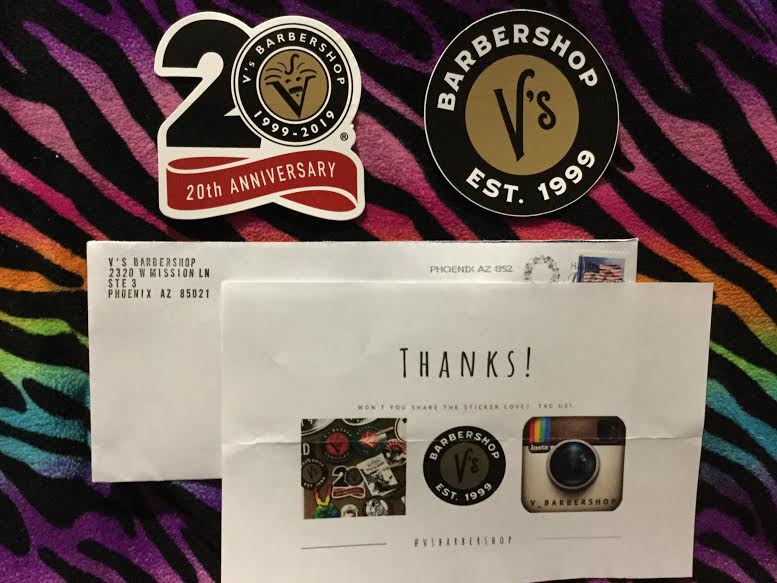 20
V's BARBERSHOP
V
1999-2019
®
20th ANNIVERSARY
BARBERSHOP
V's
EST. 1999
V'S BARBERSHOP
2320 W MISSION LN
STE 3
PHOENIX AZ 85021
PHOENIX AZ 852
THANKS!
WON'T YOU SHARE THE STICKER LOVE? TAG US!
20
BARBERSHOP
V's
EST. 1999
Insta
V_BARBERSHOP
#VSBARBERSHOP